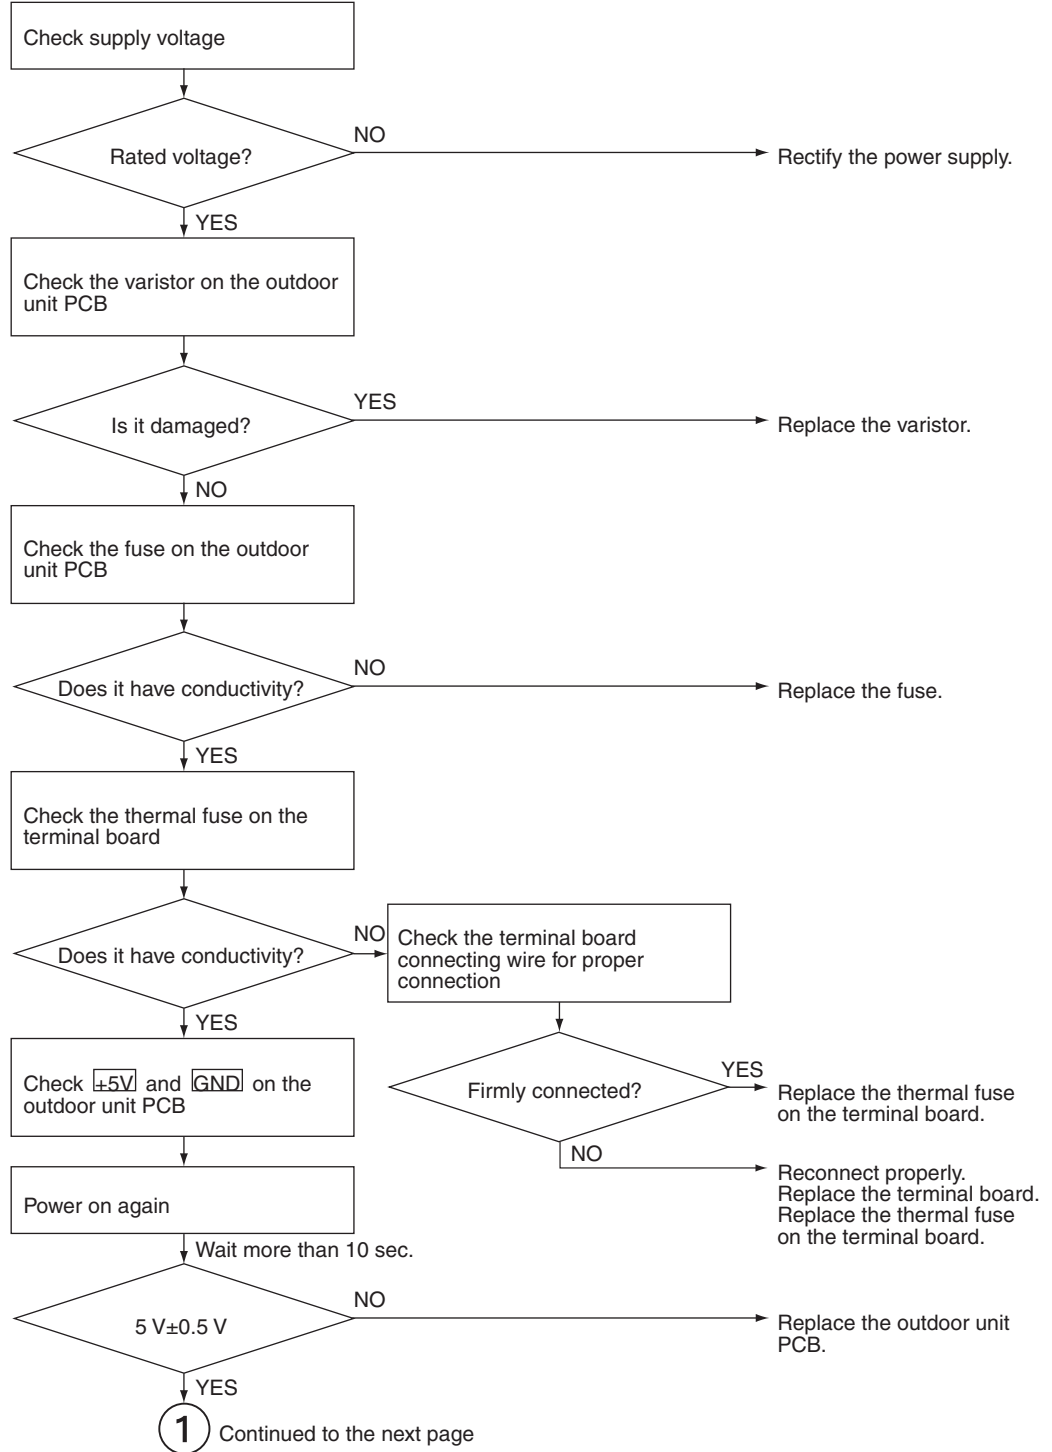 Check supply voltage
Rated voltage?
NO
Rectify the power supply.
YES
Check the varistor on the outdoor
unit PCB
Is it damaged?
YES
Replace the varistor.
NO
Check the fuse on the outdoor
unit PCB
Does it have conductivity?
NO
Replace the fuse.
YES
Check the thermal fuse on the
terminal board
Does it have conductivity?
NO
Check the terminal board
connecting wire for proper
connection
YES
Firmly connected?
YES
Replace the thermal fuse
on the terminal board.
NO
Reconnect properly.
Replace the terminal board.
Replace the thermal fuse
on the terminal board.
Check +5V and GND on the
outdoor unit PCB
Power on again
Wait more than 10 sec.
5 V±0.5 V
NO
Replace the outdoor unit
PCB.
YES
1 Continued to the next page